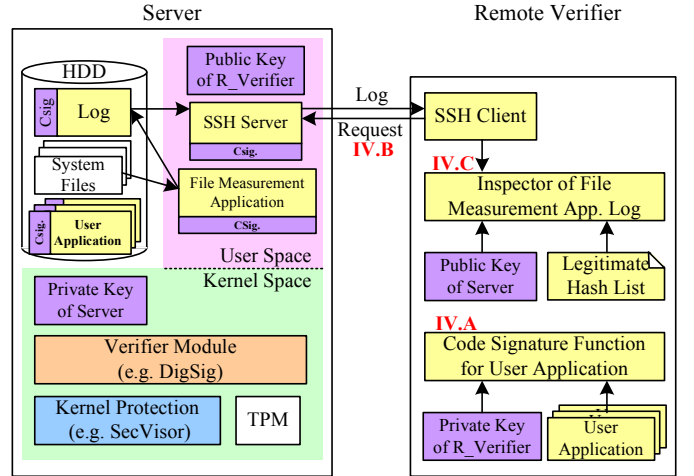 Server
Remote Verifier
HDD
Csig
Log
System
Files
Csig.
User
Application
Public Key
of R_Verifier
SSH Server
Csig.
File Measurement
Application
CSig.
User Space
Kernel Space
Private Key
of Server
Verifier Module
(e.g. DigSig)
Kernel Protection
(e.g. SecVisor)
TPM
Log
Request
IV.B
SSH Client
IV.C
Inspector of File
Measurement App. Log
Public Key
of Server
Legitimate
Hash List
IV.A
Code Signature Function
for User Application
Private Key
of R_Verifier
User
Application